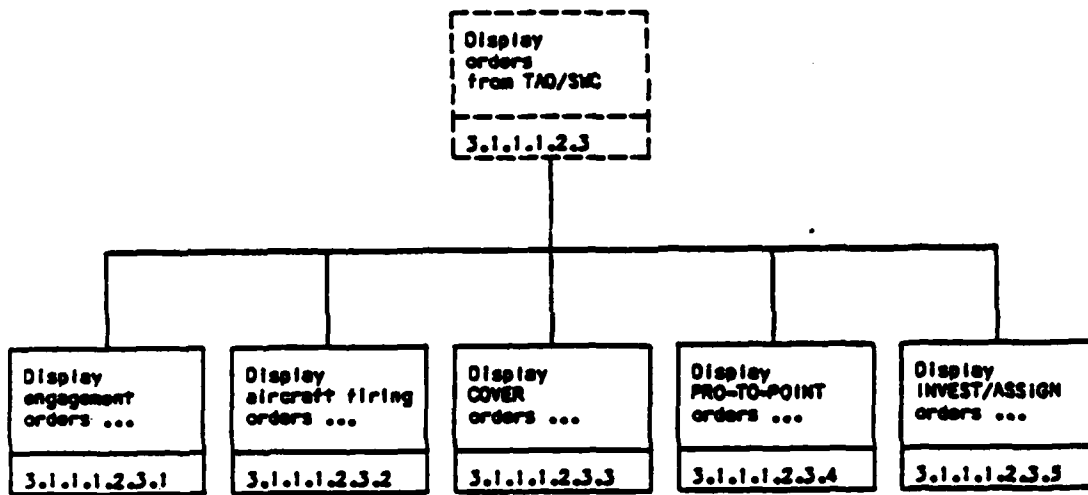 Display
orders
from TAO/SWC
3.1.1.1.2.3
Display
engagement
orders ...
3.1.1.1.2.3.1
Display
aircraft firing
orders ...
3.1.1.1.2.3.2
Display
COVER
orders ...
3.1.1.1.2.3.3
Display
PRO-TO-POINT
orders ...
3.1.1.1.2.3.4
Display
INVEST/ASSIGN
orders ...
3.1.1.1.2.3.5